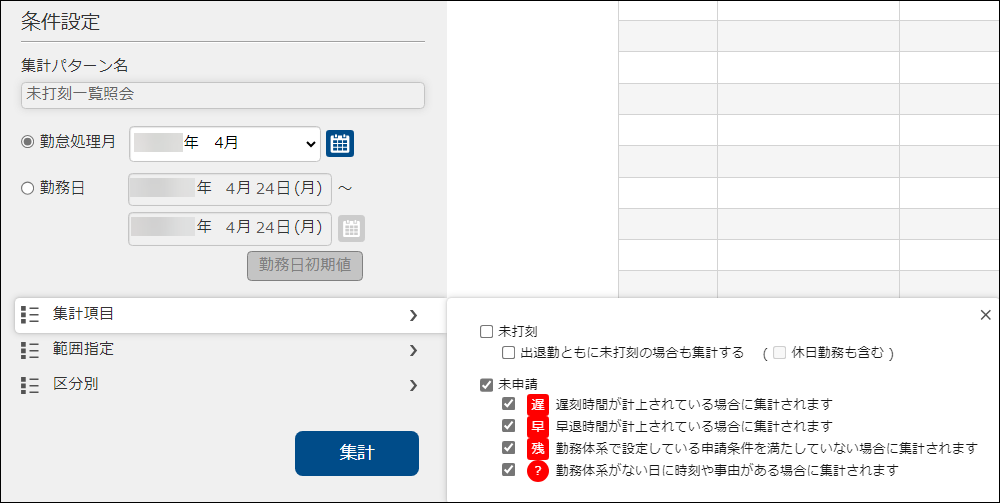 条件設定
集計パターン名
未打刻一覧照会
勤怠処理月 年 4月
勤務日 年 4月 24日 (月) ～
年 4月 24日 (月)
勤務日初期値
集計項目
範囲指定
区分別
集計
未打刻
出退勤ともに未打刻の場合も集計する ( 休日勤務も含む )
未申請
遅 遅刻時間が計上されている場合に集計されます
早 早退時間が計上されている場合に集計されます
残 勤務体系で設定している申請条件を満たしていない場合に集計されます
? 勤務体系がない日に時刻や事由がある場合に集計されます